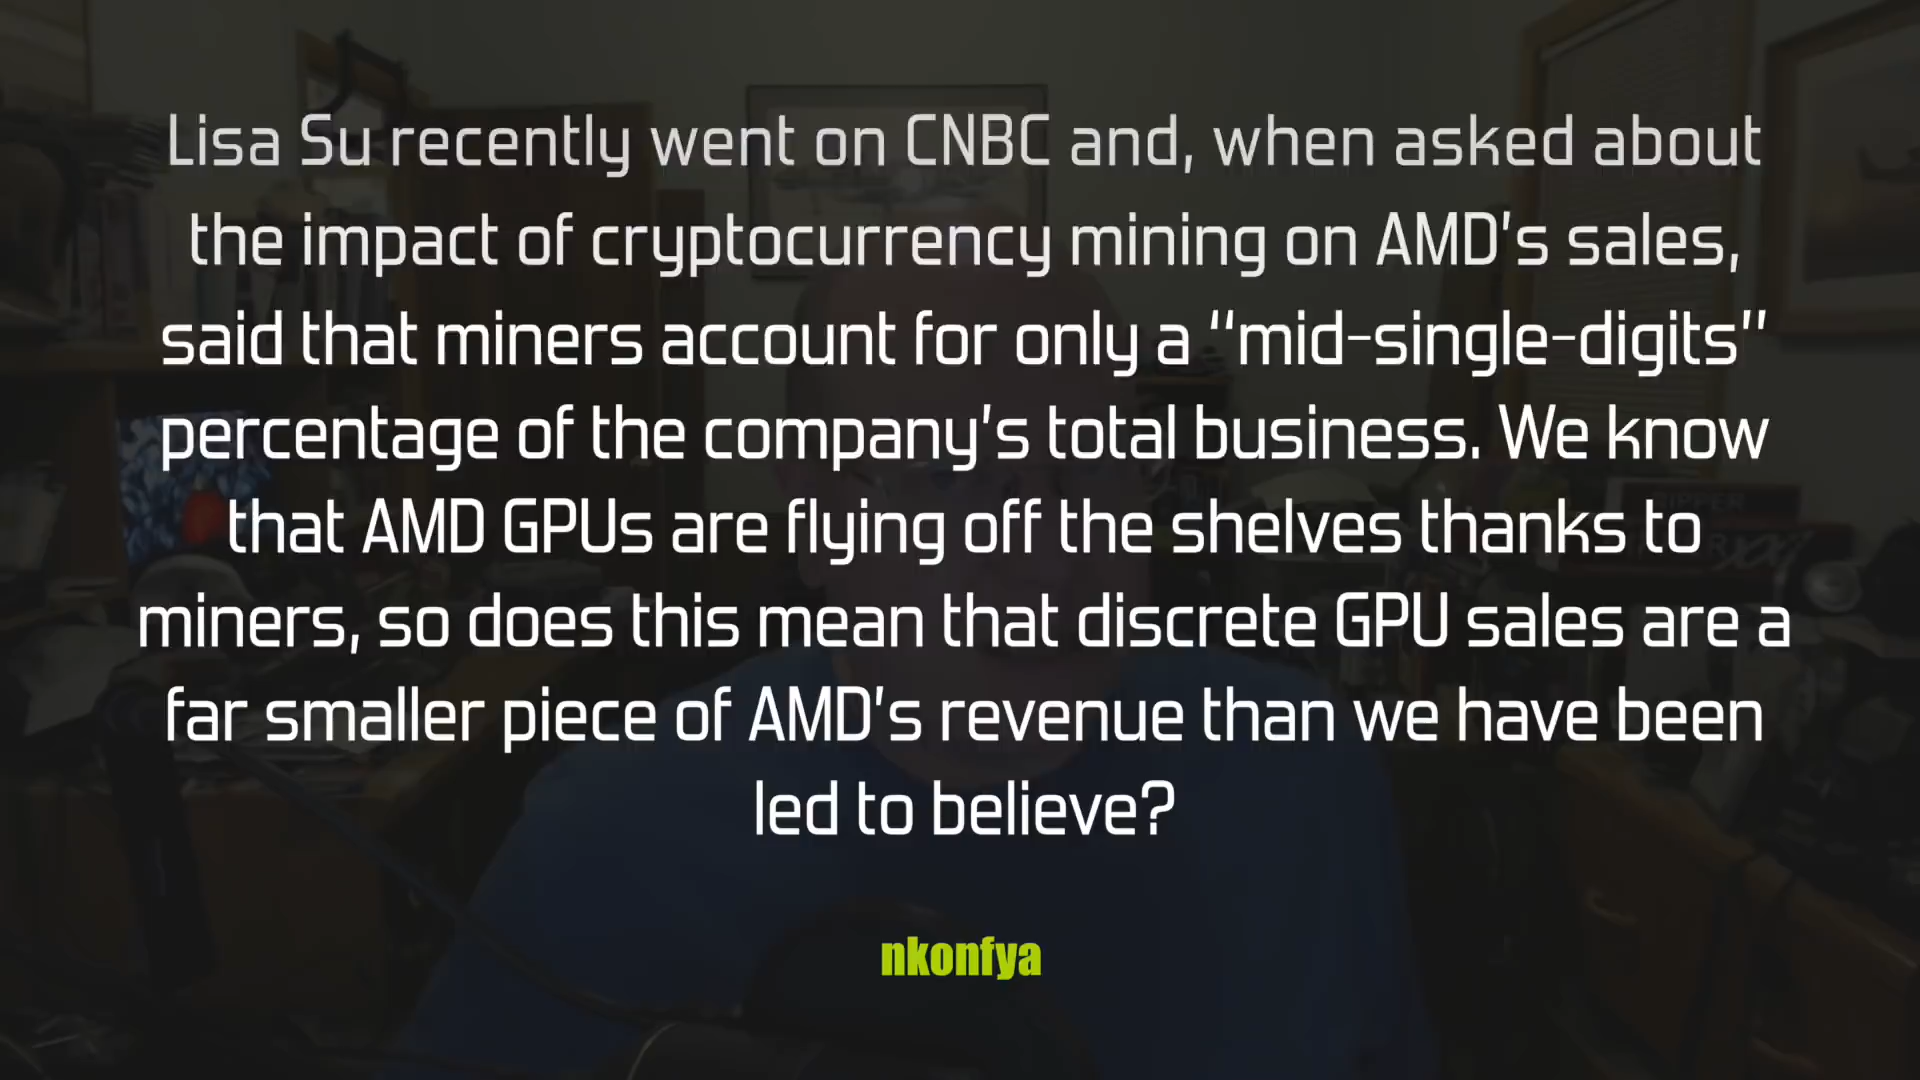 Lisa Su recently went on CNBC and, when asked about
the impact of cryptocurrency mining on AMD's sales,
said that miners account for only a “mid-single-digits”
percentage of the company's total business. We know
that AMD GPUs are flying off the shelves thanks to
miners, so does this mean that discrete GPU sales are a
far smaller piece of AMD's revenue than we have been
led to believe?
nkonfya